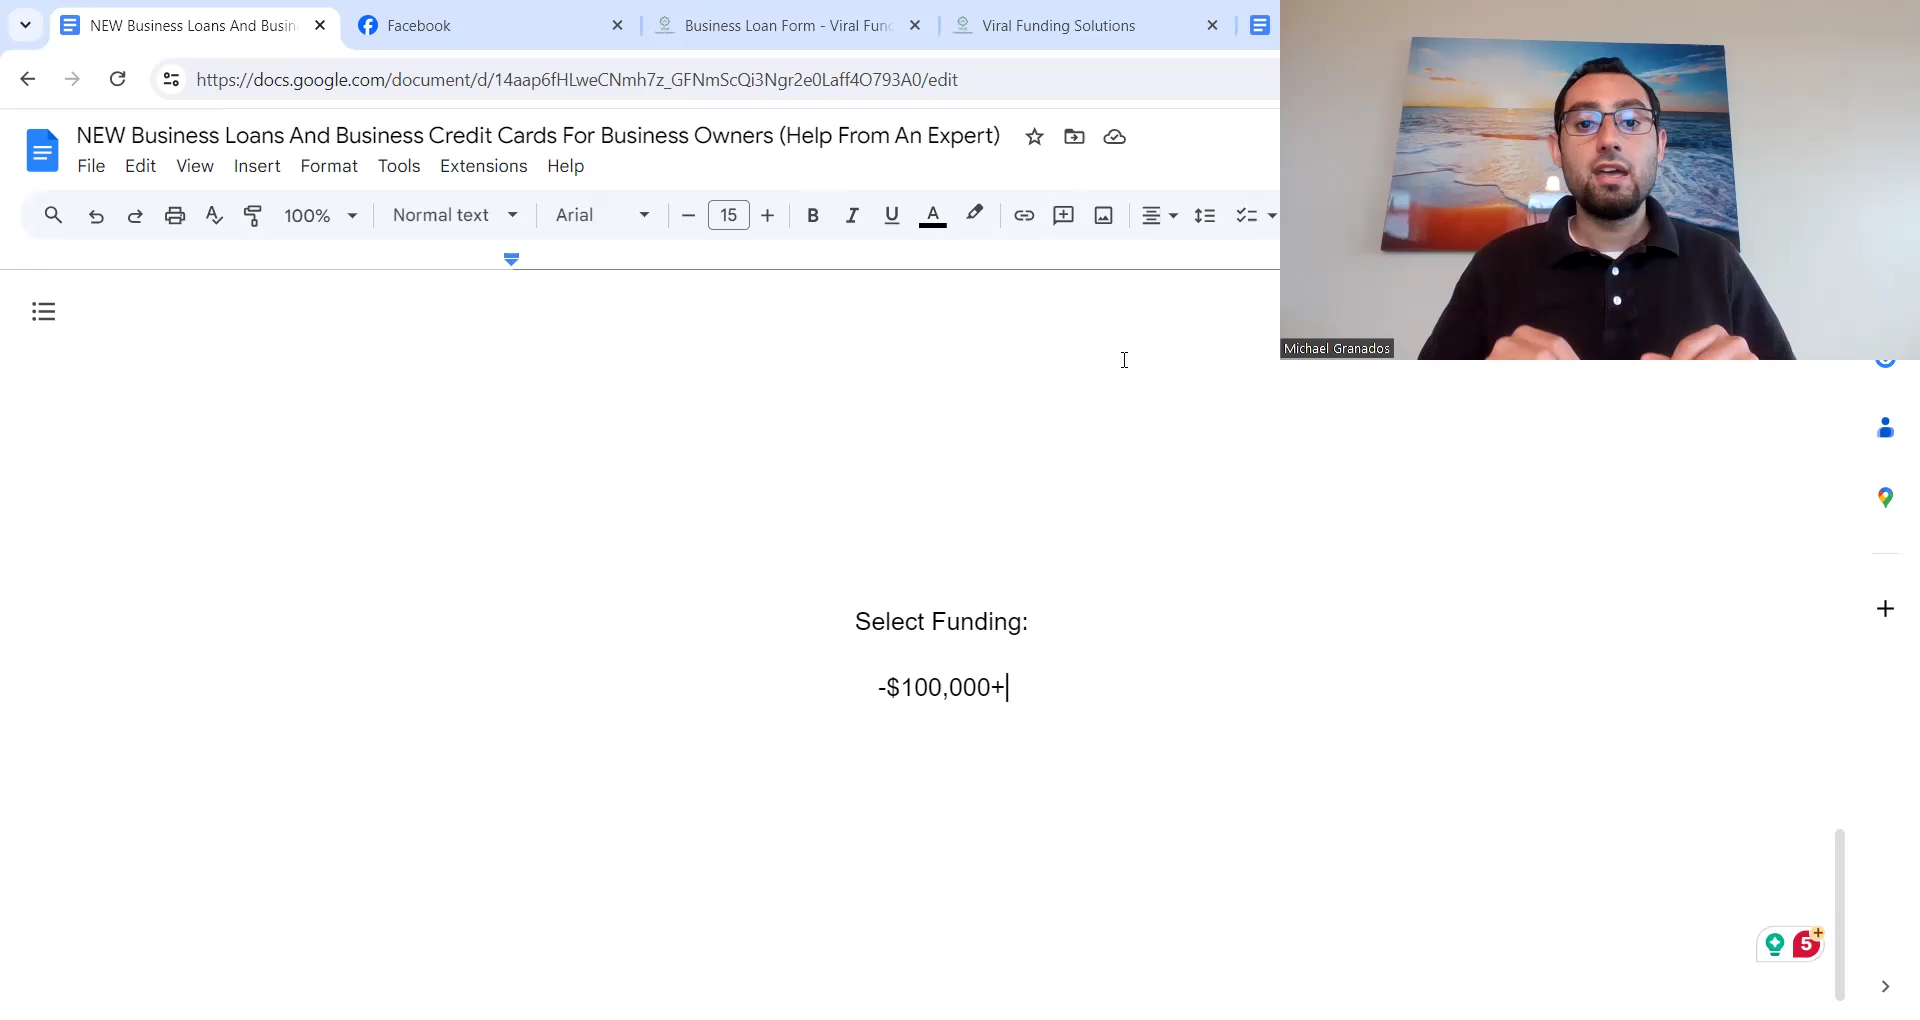 NEW Business Loans And Busin
Facebook
Business Loan Form - Viral Func
Viral Funding Solutions
https://docs.google.com/document/d/14aap6fHLweCNmh7z_GFNmScQi3Ngr2e0Laff4O793A0/edit
NEW Business Loans And Business Credit Cards For Business Owners (Help From An Expert)
File Edit View Insert Format Tools Extensions Help
100% Normal text Arial 15 B I U A
Michael Granados
Select Funding:
-$100,000+
5